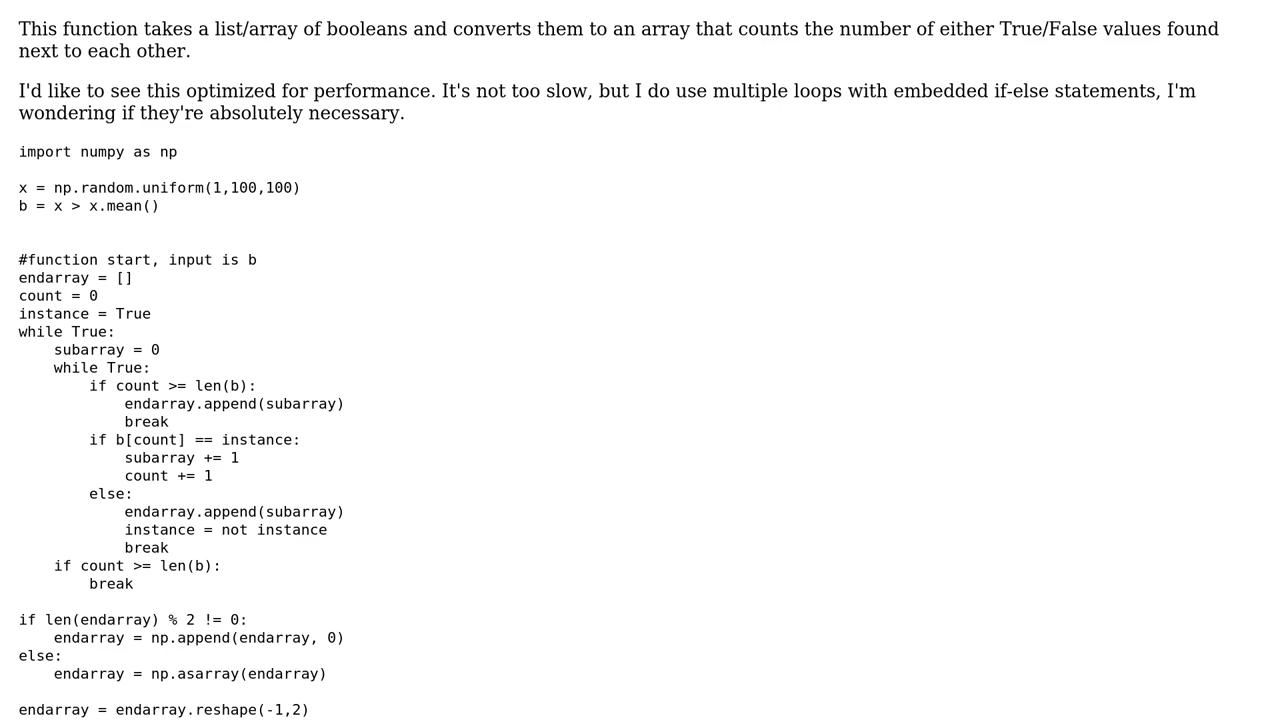 This function takes a list/array of booleans and converts them to an array that counts the number of either True/False values found
next to each other.
I'd like to see this optimized for performance. It's not too slow, but I do use multiple loops with embedded if-else statements, I'm
wondering if they're absolutely necessary.
import numpy as np
x = np.random.uniform(1,100,100)
b = x > x.mean()
#function start, input is b
endarray = []
count = 0
instance = True
while True:
    subarray = 0
    while True:
        if count >= len(b):
            endarray.append(subarray)
            break
        if b[count] == instance:
            subarray += 1
            count += 1
        else:
            endarray.append(subarray)
            instance = not instance
            break
    if count >= len(b):
        break
if len(endarray) % 2 != 0:
    endarray = np.append(endarray, 0)
else:
    endarray = np.asarray(endarray)
endarray = endarray.reshape(-1,2)